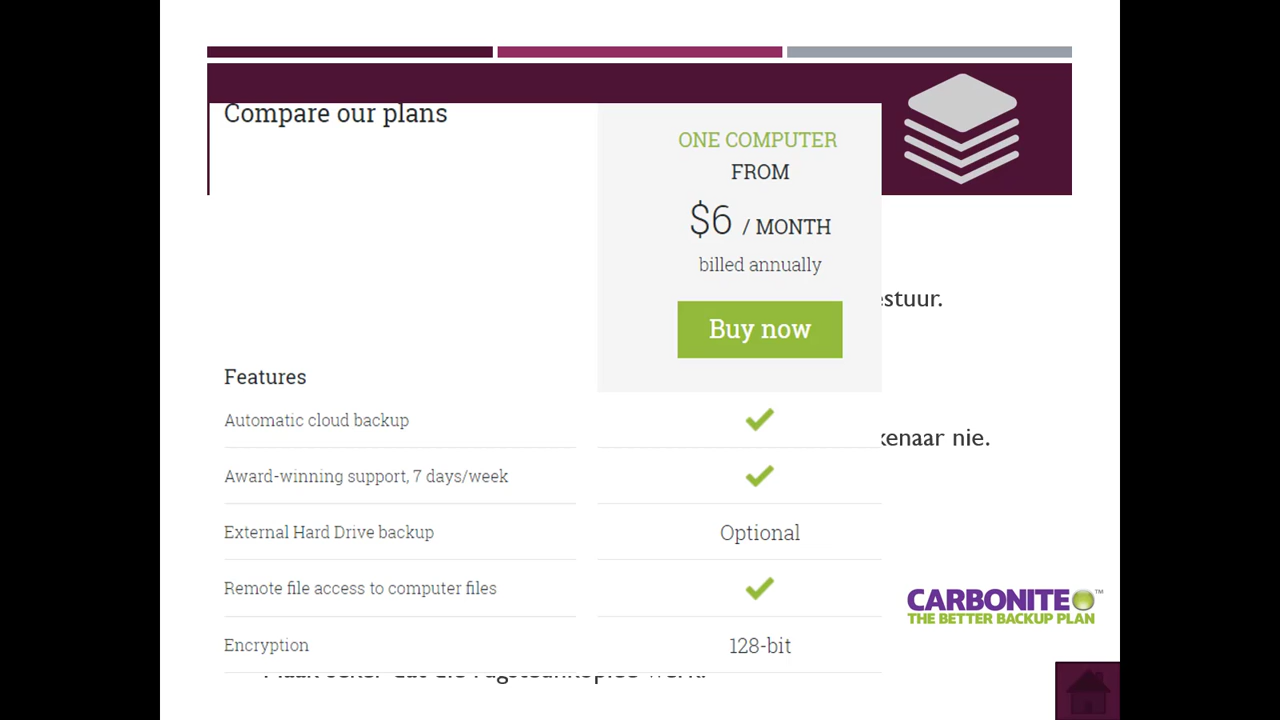 Compare our plans
ONE COMPUTER
FROM
$6 / MONTH
billed annually
Buy now
estuur.
Features
Automatic cloud backup
kenaar nie.
Award-winning support, 7 days/week
External Hard Drive backup Optional
Remote file access to computer files
CARBONITE™
THE BETTER BACKUP PLAN
Encryption 128-bit